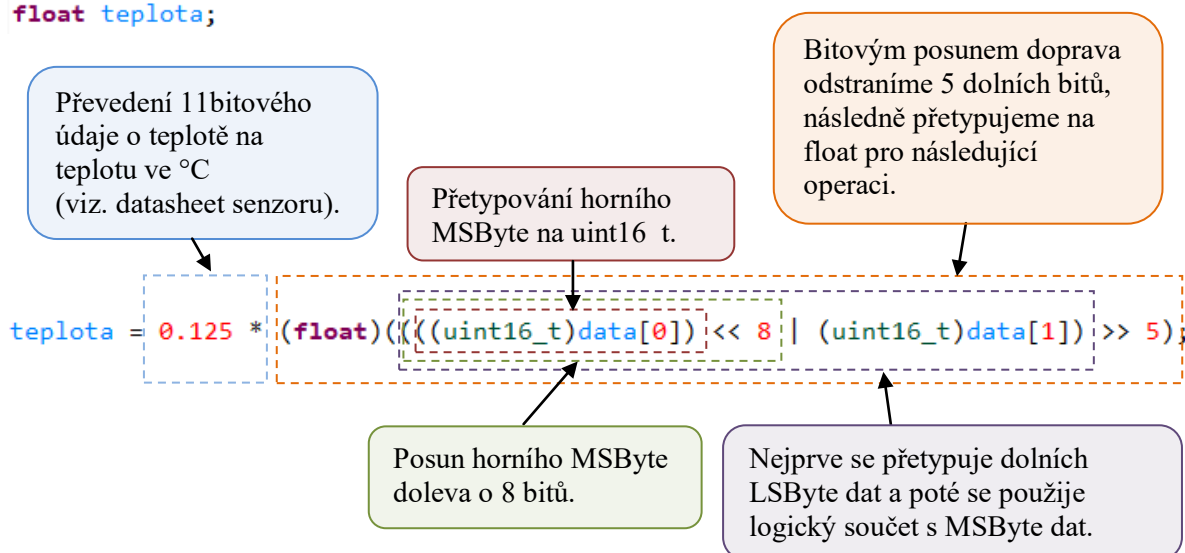 float teplota;
Bitovým posunem doprava
odstraníme 5 dolních bitů,
následně přetypujeme na
float pro následující
operaci.
Převedení 11bitového
údaje o teplotě na
teplotu ve °C
(viz. datasheet senzoru).
Přetypování horního
MSByte na uint16 t.
teplota = 0.125 * (float)((((uint16_t)data[0]) << 8 | (uint16_t)data[1]) >> 5);
Posun horního MSByte
doleva o 8 bitů.
Nejprve se přetypuje dolních
LSByte dat a poté se použije
logický součet s MSByte dat.